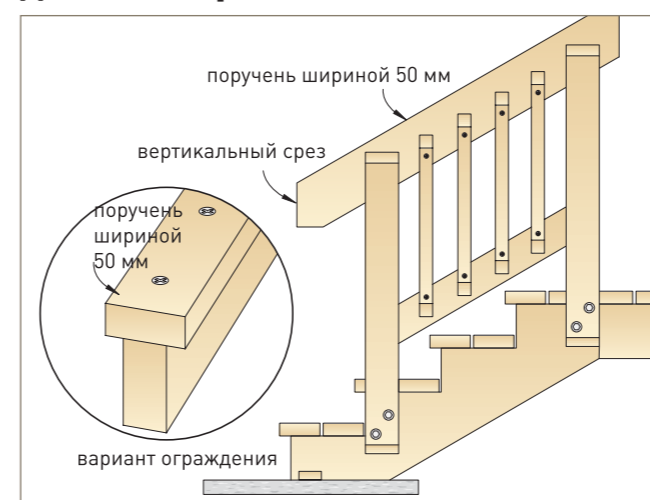 поручень шириной 50 мм
вертикальный срез
поручень
шириной
50 мм
вариант ограждения